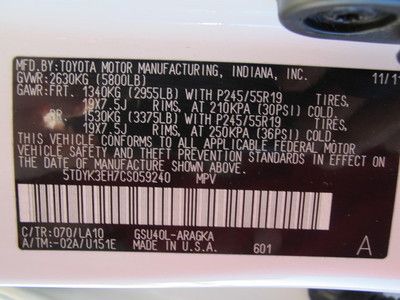 MFD.BY: TOYOTA MOTOR MANUFACTURING, INDIANA, INC. 11/11
GVWR: 2630KG (5800LB)
GAWR:FRT. 1340KG (2955LB) WITH P245/55R19 TIRES,
19X7.5J RIMS, AT 210KPA (30PSI) COLD
RR. 1530KG (3375LB) WITH P245/55R19 TIRES,
19X7.5J RIMS, AT 250KPA (36PSI) COLD
THIS VEHICLE CONFORMS TO ALL APPLICABLE FEDERAL MOTOR
VEHICLE SAFETY AND THEFT PREVENTION STANDARDS IN
EFFECT ON THE DATE OF MANUFACTURE SHOWN ABOVE.
5TDYK3EH7CS059240 MPV
C/TR:070/LA10 GSU40L-ARAGKA
A/TM:-02A/U151E MADE IN U.S.A. 601 A